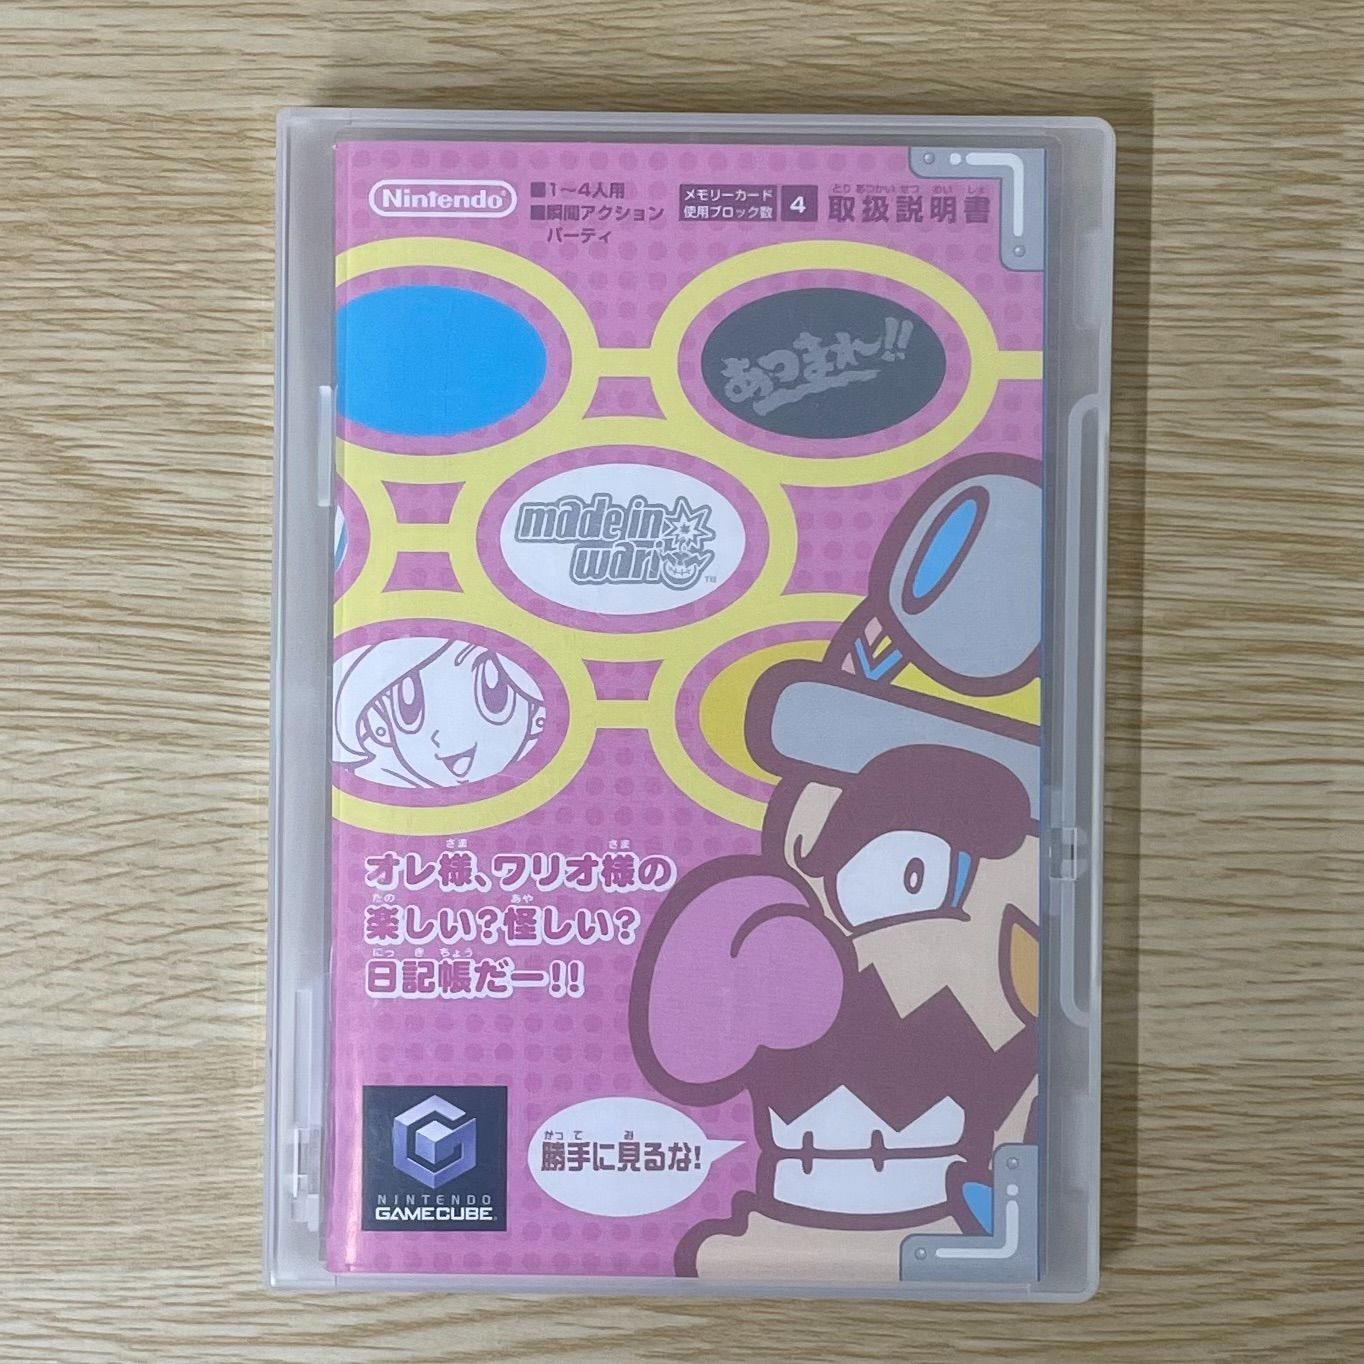 Nintendo®
■1〜4人用
■瞬間アクション
パーティ
メモリーカード
使用ブロック数
4
とり あつかい せつ めい しょ
取扱説明書
あつまれ!!
made in
wario™
さま さま
オレ様、ワリオ様の
たの あや
楽しい?怪しい?
にっ き ちょう
日記帳だー!!
かっ て み
勝手に見るな!
NINTENDO
GAMECUBE